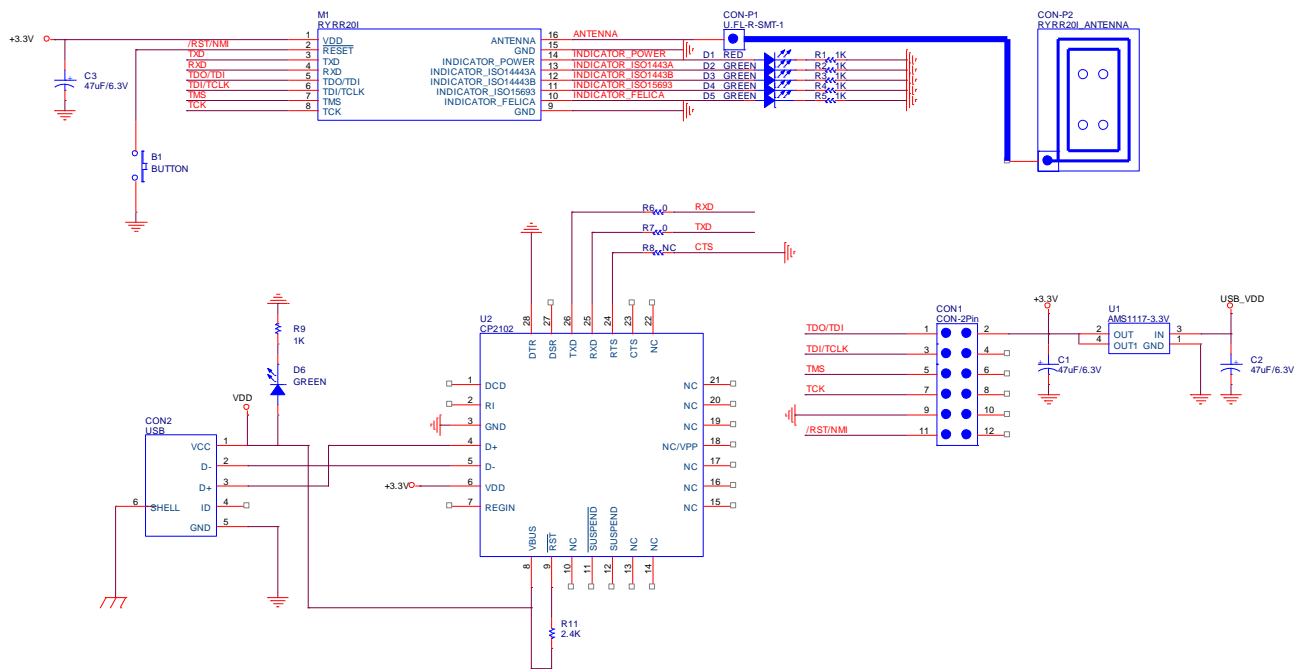 M1
RYRR20I
+3.3V
1 VDD
/RST/NMI 2 RESET
TXD 3 TXD
RXD 4 RXD
TDO/TDI 5 TDO/TDI
TDI/TCLK 6 TDI/TCLK
TMS 7 TMS
TCK 8 TCK
ANTENNA 16 ANTENNA
GND 15
INDICATOR_POWER 14 INDICATOR_POWER
INDICATOR_ISO14443A 13 INDICATOR_ISO1443A
INDICATOR_ISO14443B 12 INDICATOR_ISO1443B
INDICATOR_ISO15693 11 INDICATOR_ISO15693
INDICATOR_FELICA 10 INDICATOR_FELICA
GND 9
CON-P1
U.FL-R-SMT-1
D1 RED R1 1K
D2 GREEN R2 1K
D3 GREEN R3 1K
D4 GREEN R4 1K
D5 GREEN R5 1K
CON-P2
RYRR20I_ANTENNA
C3
47uF/6.3V
B1
BUTTON
R6 0 RXD
R7 0 TXD
R8 NC CTS
U2
CP2102
28 DTR
27 DSR
26 TXD
25 RXD
24 RTS
23 CTS
22 NC
1 DCD
2 RI
3 GND
4 D+
5 D-
6 VDD
7 REGIN
+3.3V
NC 21
NC 20
NC 19
NC/VPP 18
NC 17
NC 16
NC 15
VBUS 8
RST 9
NC 10
SUSPEND 11
SUSPEND 12
NC 13
NC 14
R11
2.4K
R9
1K
D6
GREEN
VDD
CON2
USB
VCC 1
D- 2
D+ 3
ID 4
GND 5
6 SHELL
CON1
CON-2Pin
TDO/TDI 1 2
TDI/TCLK 3 4
TMS 5 6
TCK 7 8
9 10
/RST/NMI 11 12
+3.3V
C1
47uF/6.3V
U1
AMS1117-3.3V
2 OUT IN 3
4 OUT1 GND 1
USB_VDD
C2
47uF/6.3V